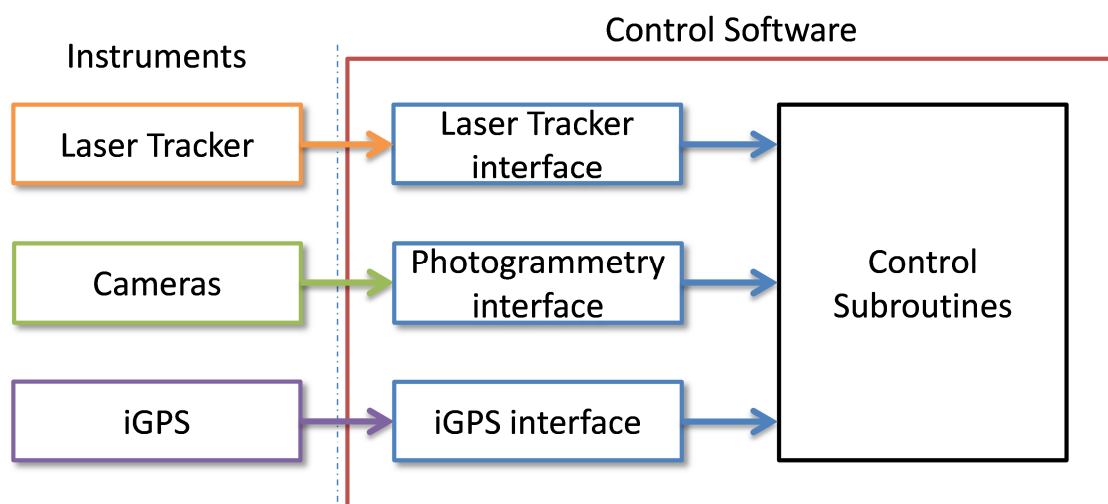 Control Software
Instruments
Laser Tracker
Laser Tracker
interface
Cameras
Photogrammetry
interface
Control
Subroutines
iGPS
iGPS interface